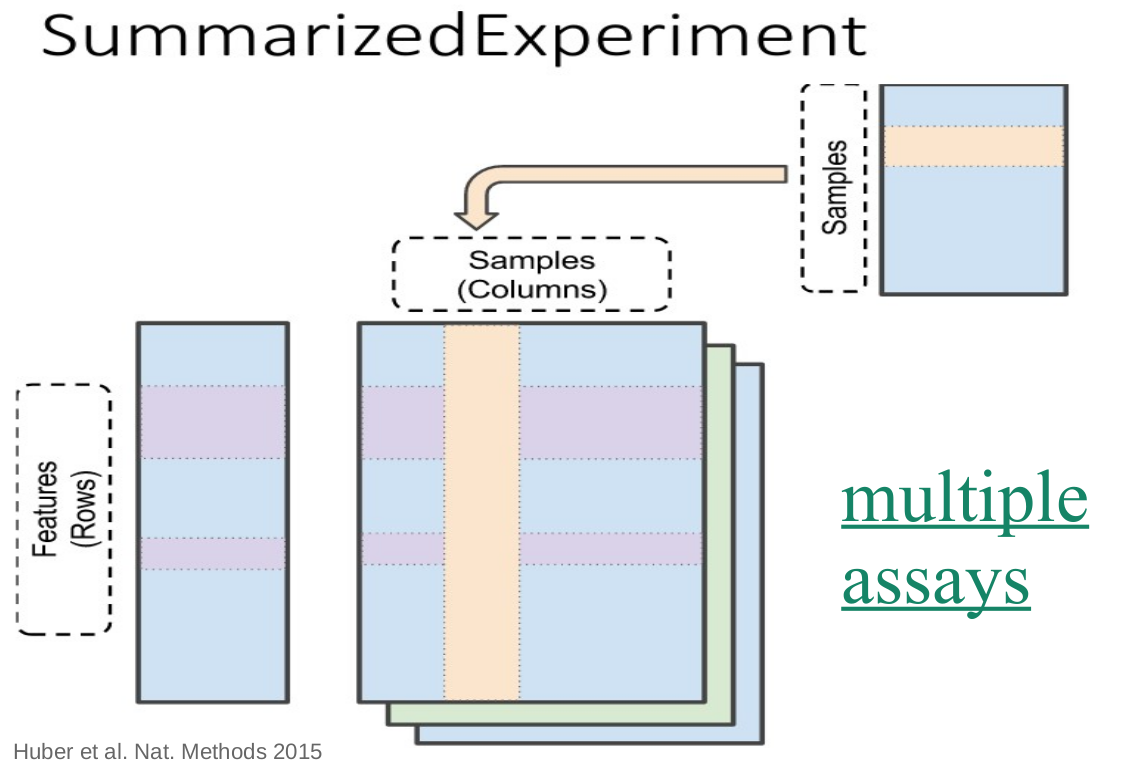 SummarizedExperiment
Samples
Samples
(Columns)
Features
(Rows)
multiple
assays
Huber et al. Nat. Methods 2015